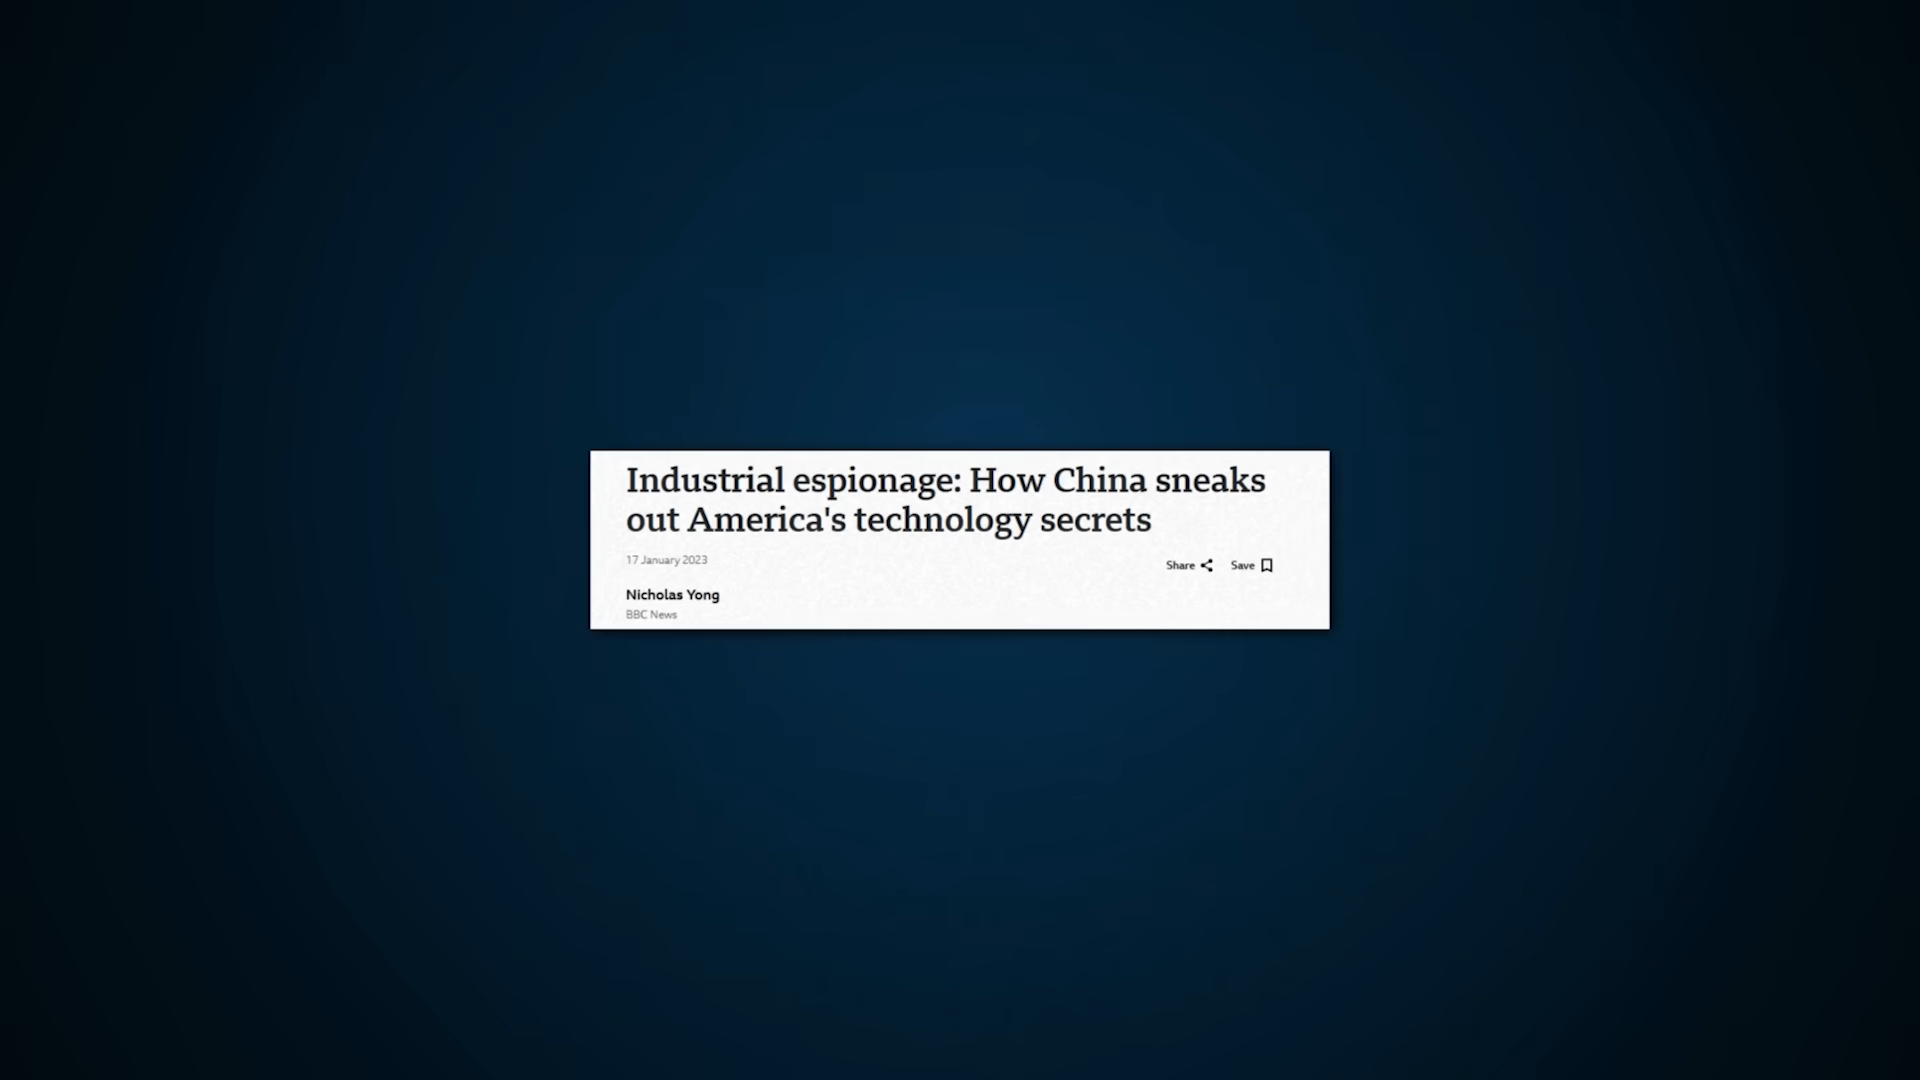 Industrial espionage: How China sneaks
out America's technology secrets
17 January 2023
Share
Save
Nicholas Yong
BBC News